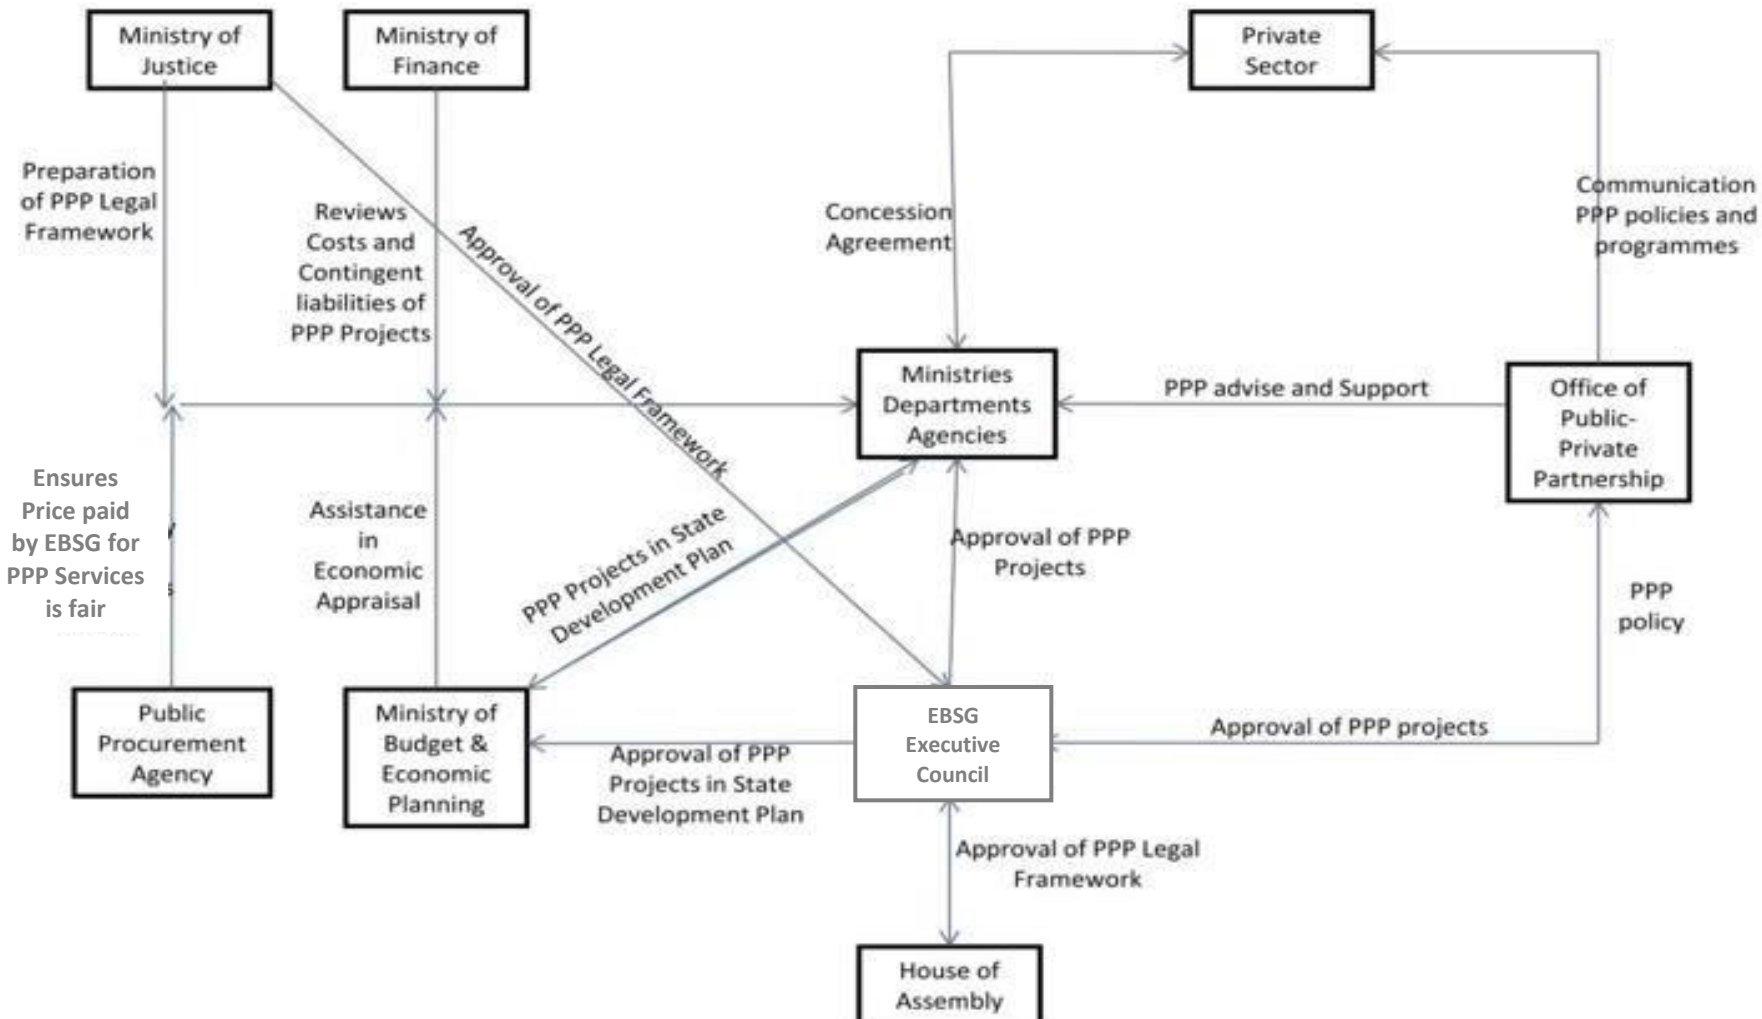 Ministry of
Justice
Ministry of
Finance
Private
Sector
Preparation
of PPP Legal
Framework
Reviews
Costs and
Contingent
liabilities of
PPP Projects
Approval of PPP Legal Framework
Concession
Agreement
Communication
PPP policies and
programmes
Ministries
Departments
Agencies
PPP advise and Support
Office of
Public-
Private
Partnership
Ensures
Price paid
by EBSG for
PPP Services
is fair
Assistance
in
Economic
Appraisal
PPP Projects in State
Development Plan
Approval of PPP
Projects
PPP
policy
Public
Procurement
Agency
Ministry of
Budget &
Economic
Planning
Approval of PPP
Projects in State
Development Plan
EBSG
Executive
Council
Approval of PPP projects
Approval of PPP Legal
Framework
House of
Assembly